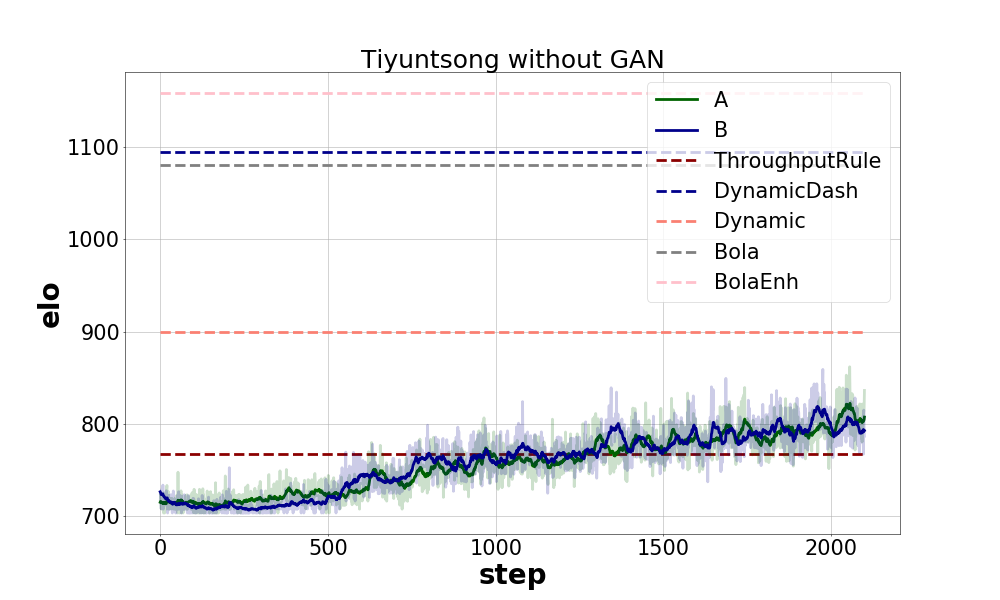 Tiyuntsong without GAN
A
B
ThroughputRule
DynamicDash
Dynamic
Bola
BolaEnh
elo
1100
1000
900
800
700
0 500 1000 1500 2000
step